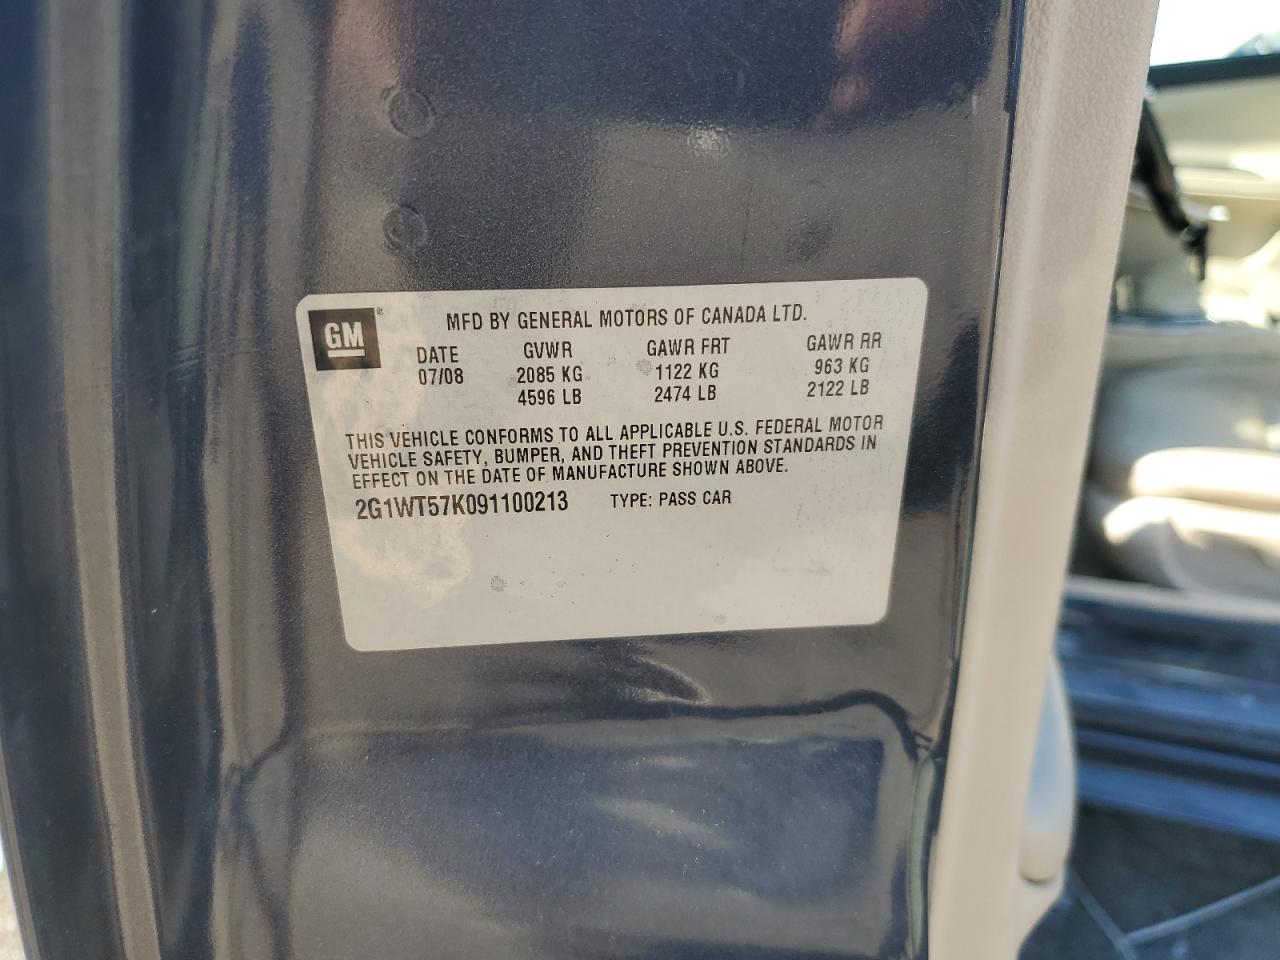 GM ®
MFD BY GENERAL MOTORS OF CANADA LTD.
DATE GVWR GAWR FRT GAWR RR
07/08 2085 KG 1122 KG 963 KG
4596 LB 2474 LB 2122 LB
THIS VEHICLE CONFORMS TO ALL APPLICABLE U.S. FEDERAL MOTOR
VEHICLE SAFETY, BUMPER, AND THEFT PREVENTION STANDARDS IN
EFFECT ON THE DATE OF MANUFACTURE SHOWN ABOVE.
2G1WT57K091100213 TYPE: PASS CAR